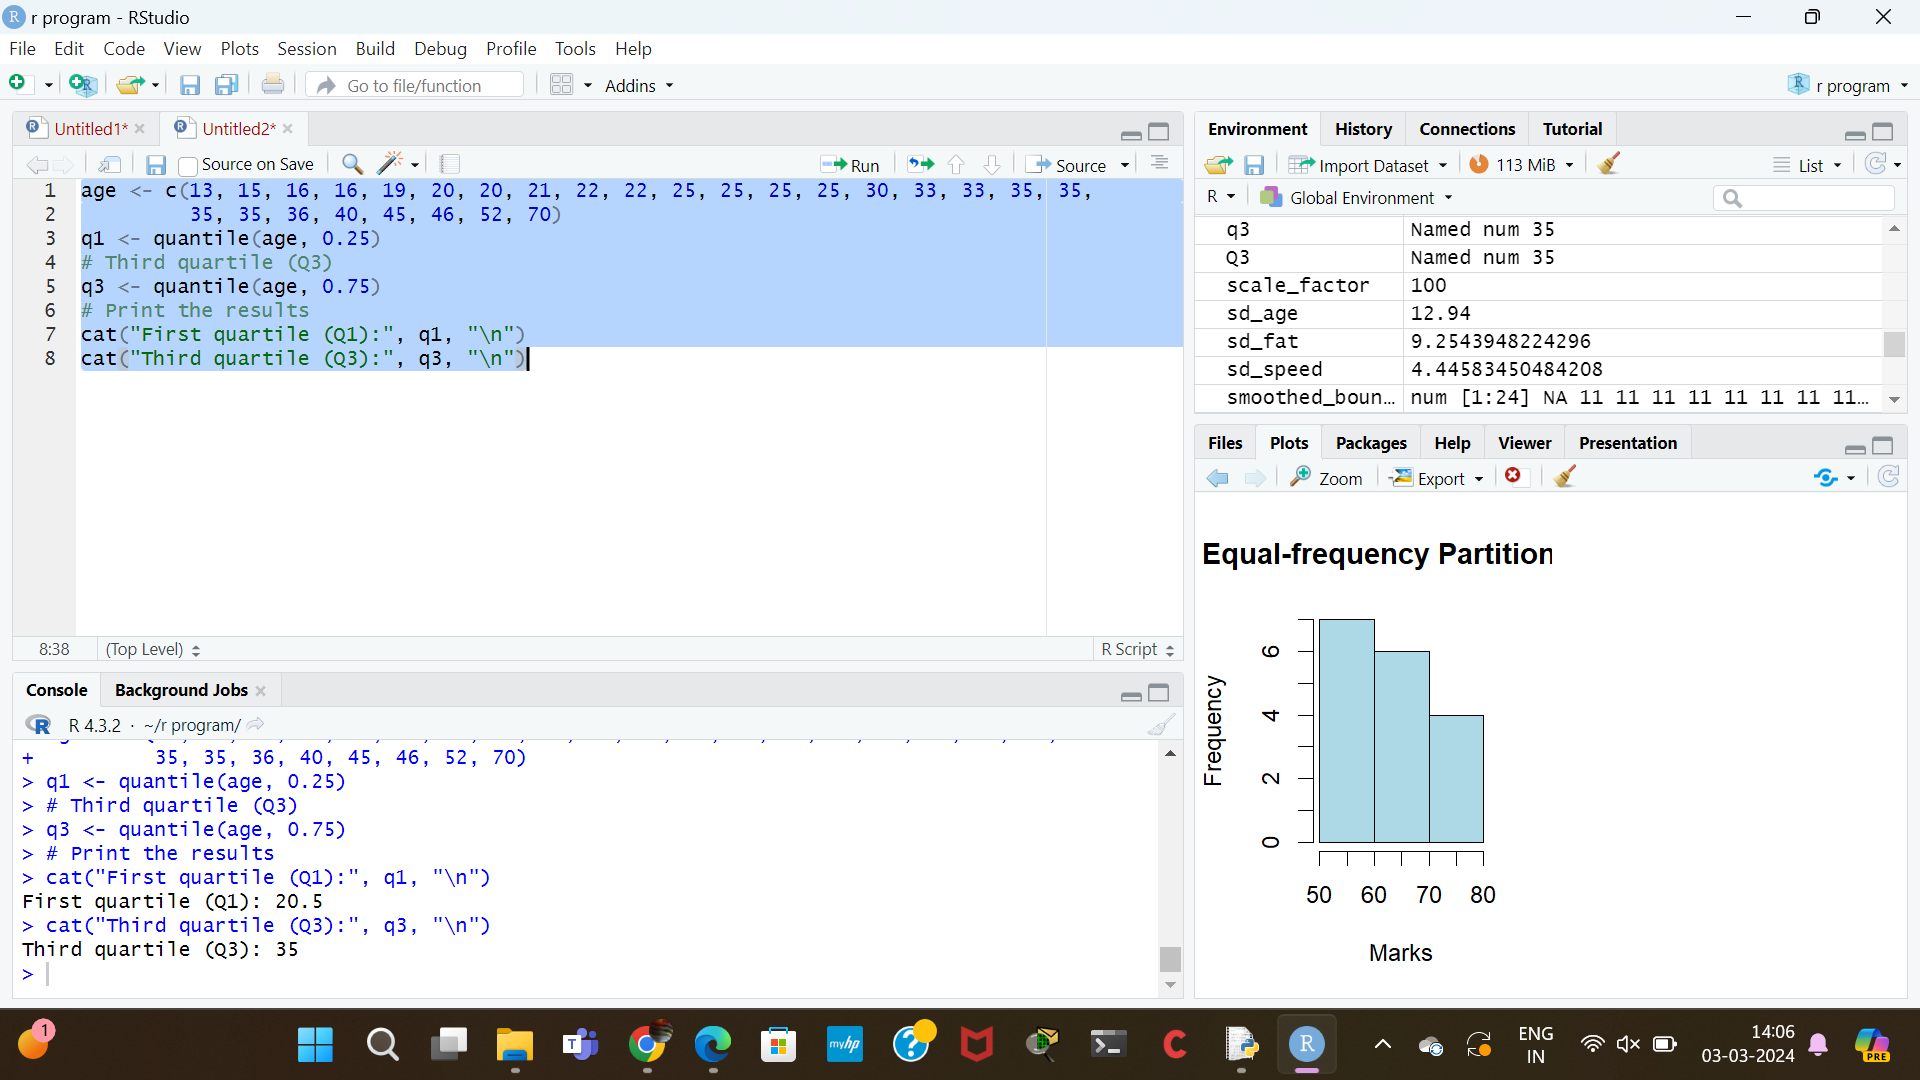 r program - RStudio
File Edit Code View Plots Session Build Debug Profile Tools Help
Go to file/function Addins r program
Untitled1* Untitled2*
Source on Save Run Source
1 age <- c(13, 15, 16, 16, 19, 20, 20, 21, 22, 22, 25, 25, 25, 25, 30, 33, 33, 35, 35,
2 35, 35, 36, 40, 45, 46, 52, 70)
3 q1 <- quantile(age, 0.25)
4 # Third quartile (Q3)
5 q3 <- quantile(age, 0.75)
6 # Print the results
7 cat("First quartile (Q1):", q1, "\n")
8 cat("Third quartile (Q3):", q3, "\n")
8:38 (Top Level) R Script
Console Background Jobs
R 4.3.2 · ~/r program/
+ 35, 35, 36, 40, 45, 46, 52, 70)
> q1 <- quantile(age, 0.25)
> # Third quartile (Q3)
> q3 <- quantile(age, 0.75)
> # Print the results
> cat("First quartile (Q1):", q1, "\n")
First quartile (Q1): 20.5
> cat("Third quartile (Q3):", q3, "\n")
Third quartile (Q3): 35
>
Environment History Connections Tutorial
Import Dataset 113 MiB List
R Global Environment
q3 Named num 35
Q3 Named num 35
scale_factor 100
sd_age 12.94
sd_fat 9.2543948224296
sd_speed 4.44583450484208
smoothed_boun… num [1:24] NA 11 11 11 11 11 11 11 11…
Files Plots Packages Help Viewer Presentation
Zoom Export
Equal-frequency Partition
Frequency
6
4
2
0
50 60 70 80
Marks
1
myhp
PRE
ENG
IN
14:06
03-03-2024